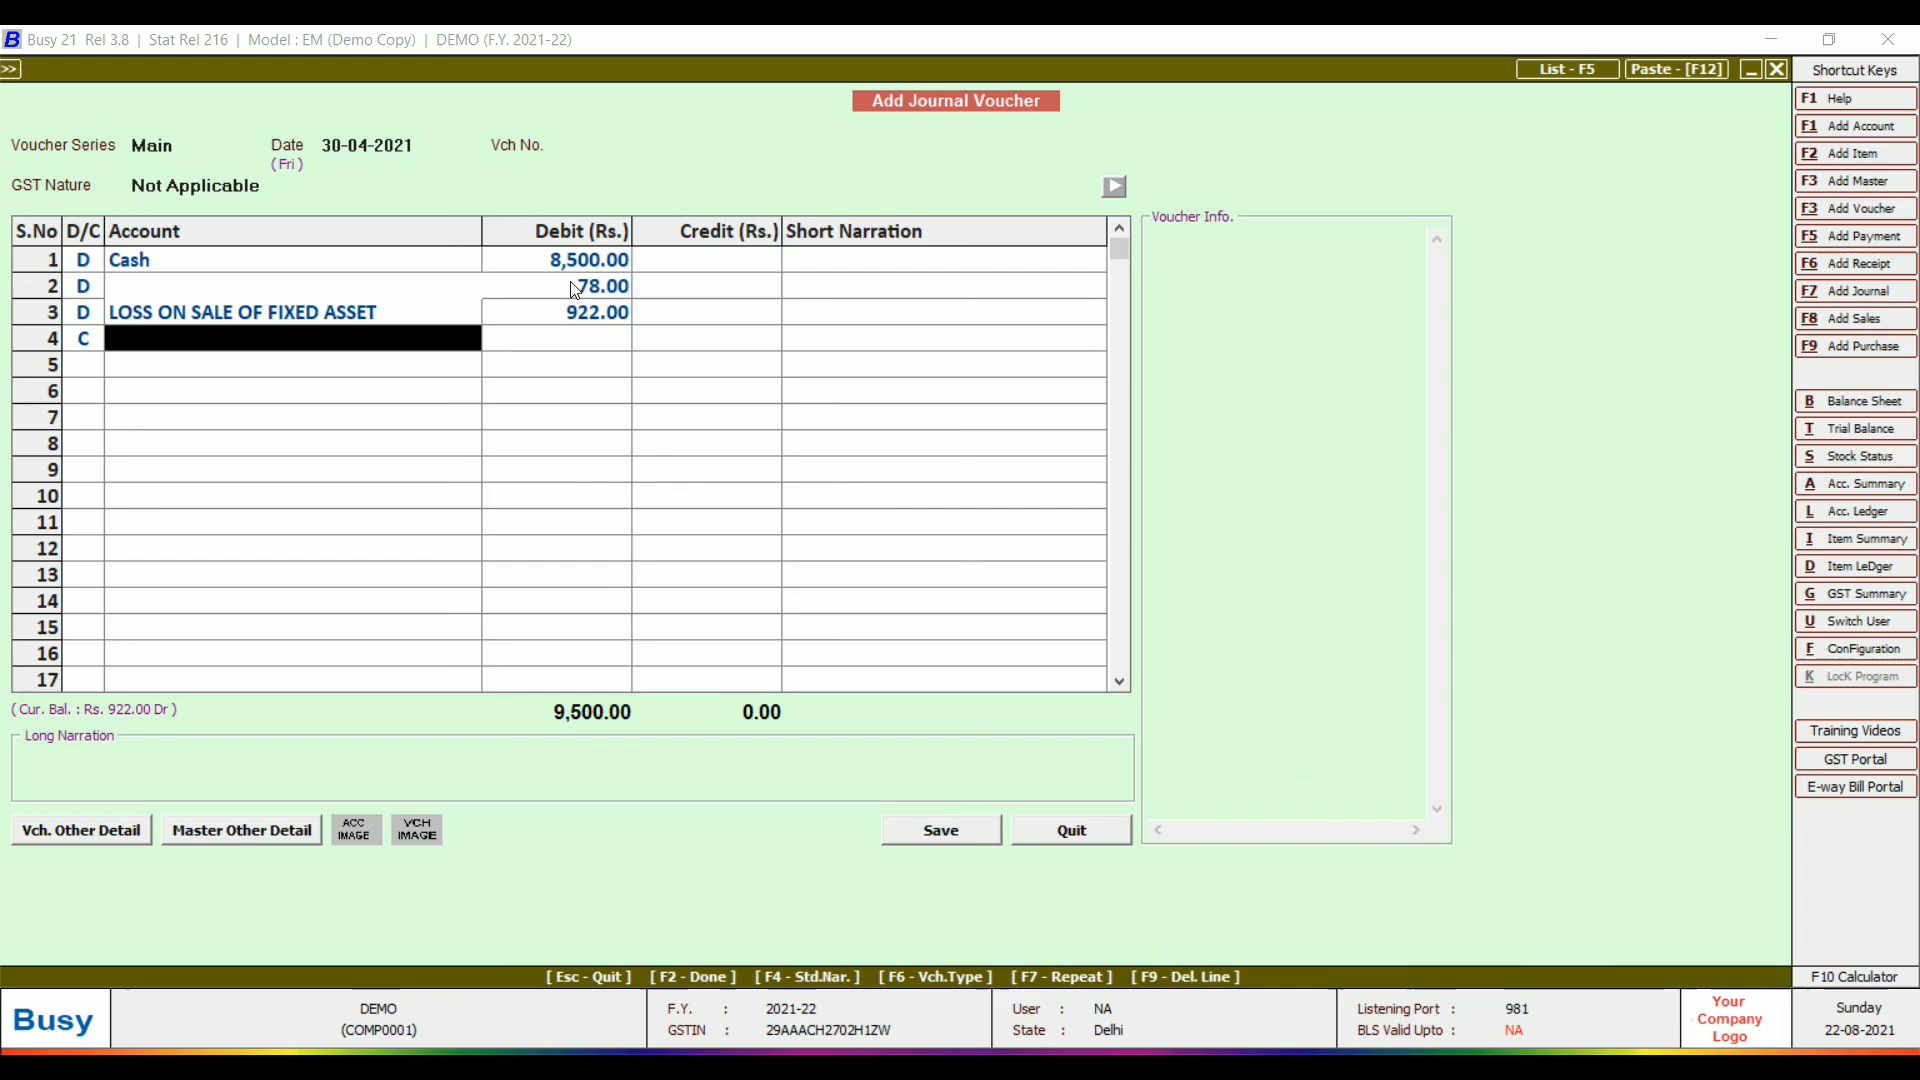 B Busy 21 Rel 3.8 | Stat Rel 216 | Model : EM (Demo Copy) | DEMO (F.Y. 2021-22)
>> List - F5 Paste - [F12] Shortcut Keys
Add Journal Voucher
Voucher Series Main Date 30-04-2021 Vch No.
(Fri)
GST Nature Not Applicable
S.No D/C Account Debit (Rs.) Credit (Rs.) Short Narration
1 D Cash 8,500.00
2 D 78.00
3 D LOSS ON SALE OF FIXED ASSET 922.00
4 C
5
6
7
8
9
10
11
12
13
14
15
16
17
(Cur. Bal. : Rs. 922.00 Dr) 9,500.00 0.00
Long Narration
Vch. Other Detail Master Other Detail ACC IMAGE VCH IMAGE Save Quit
Voucher Info.
F1 Help
F1 Add Account
F2 Add Item
F3 Add Master
F3 Add Voucher
F5 Add Payment
F6 Add Receipt
F7 Add Journal
F8 Add Sales
F9 Add Purchase
B Balance Sheet
T Trial Balance
S Stock Status
A Acc. Summary
L Acc. Ledger
I Item Summary
D Item LeDger
G GST Summary
U Switch User
F ConFiguration
K LocK Program
Training Videos
GST Portal
E-way Bill Portal
[ Esc - Quit ] [ F2 - Done ] [ F4 - Std.Nar. ] [ F6 - Vch.Type ] [ F7 - Repeat ] [ F9 - Del. Line ] F10 Calculator
Busy
DEMO
(COMP0001)
F.Y. : 2021-22
GSTIN : 29AAACH2702H1ZW
User : NA
State : Delhi
Listening Port : 981
BLS Valid Upto : NA
Your
Company
Logo
Sunday
22-08-2021